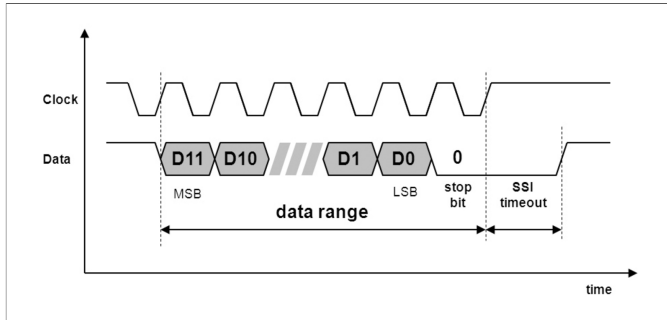 Clock
Data
D11
D10
D1
D0
0
MSB
LSB
stop
bit
SSI
timeout
data range
time